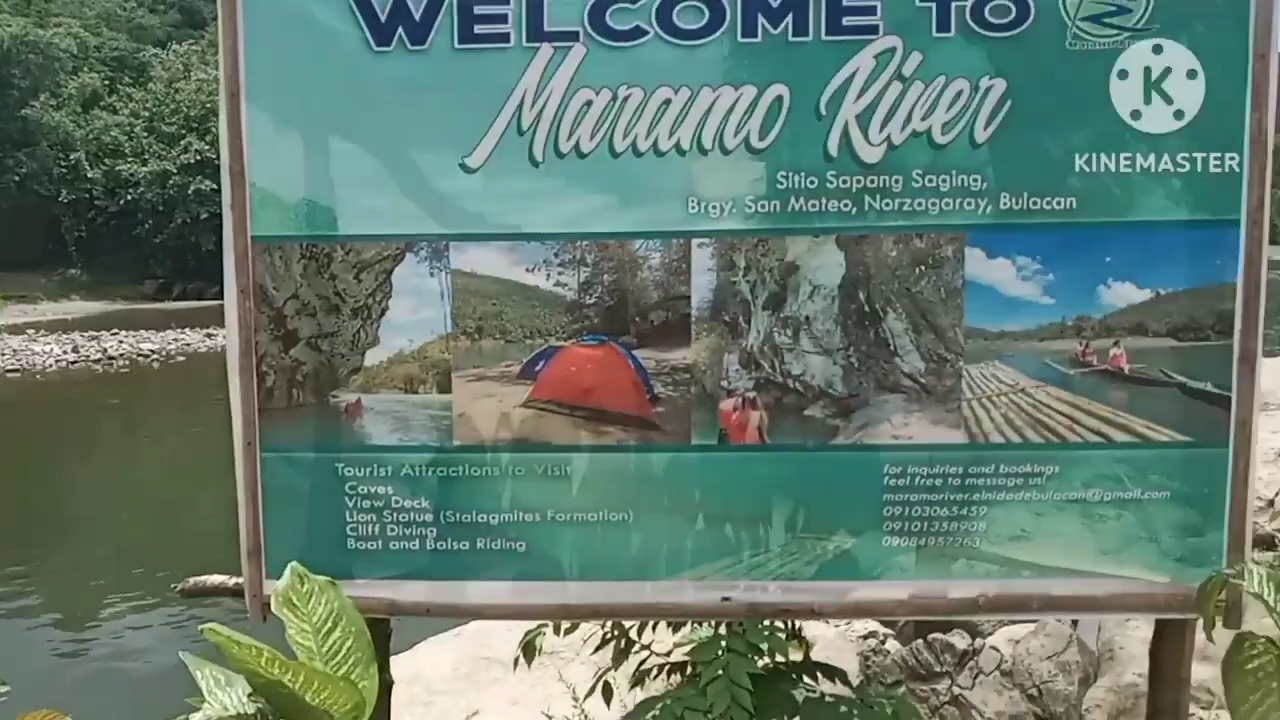 WELCOME TO
Maramo River
K
KINEMASTER
Sitio Sapang Saging,
Brgy. San Mateo, Norzagaray, Bulacan
Tourist Attractions to Visit
Caves
View Deck
Lion Statue (Stalagmites Formation)
Cliff Diving
Boat and Balsa Riding
for inquiries and bookings
feel free to message us!
maramoriver.elnidodebulacan@gmail.com
09103065459
09101358908
09084957263